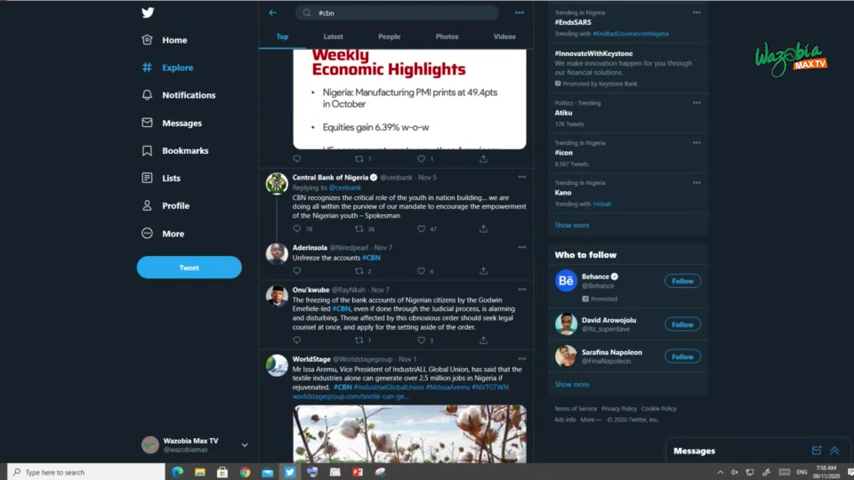 #cbn
Top Latest People Photos Videos
Home
Explore
Notifications
Messages
Bookmarks
Lists
Profile
More
Tweet
Wazobia Max TV
@wazobiamax
Weekly
Economic Highlights
• Nigeria: Manufacturing PMI prints at 49.4pts
in October
• Equities gain 6.39% w-o-w
1 1
Central Bank of Nigeria @cenbank · Nov 5
Replying to @cenbank
CBN recognizes the critical role of the youth in nation building... we are
doing all within the purview of our mandate to encourage the empowerment
of the Nigerian youth – Spokesman
78 36 47
Aderinsola @Niredpearl · Nov 7
Unfreeze the accounts #CBN
2 6
Onu'kwube @RayNkah · Nov 7
The freezing of the bank accounts of Nigerian citizens by the Godwin
Emefiele-led #CBN, even if done through the Judicial process, is alarming
and disturbing. Those affected by this obnoxious order should seek legal
counsel at once, and apply for the setting aside of the order.
1 3
WorldStage @Worldstagegroup · Nov 1
Mr Issa Aremu, Vice President of IndustriALL Global Union, has said that the
textile industries alone can generate over 2.5 million jobs in Nigeria if
rejuvenated. #CBN #IndustrialGlobalUnion #MrIssaAremu #NVTGTWN
worldstagegroup.com/textile-can-ge...
Trending in Nigeria
#EndSARS
Trending with #EndBadGovernanceInNigeria
#InnovateWithKeystone
We make innovation happen for you through
our financial solutions.
Promoted by Keystone Bank
Politics · Trending
Atiku
17K Tweets
Trending in Nigeria
#icon
9,567 Tweets
Trending in Nigeria
Kano
Trending with Hisbah
Show more
Who to follow
Behance
@Behance
Follow
Promoted
David Arowojolu
@Its_superdave
Follow
Sarafina Napoleon
@FinaNapoleon
Follow
Show more
Terms of Service Privacy Policy Cookie Policy
Ads info More © 2020 Twitter, Inc.
Messages
Wazobia
MAX TV
Type here to search
7:58 AM
09/11/2020